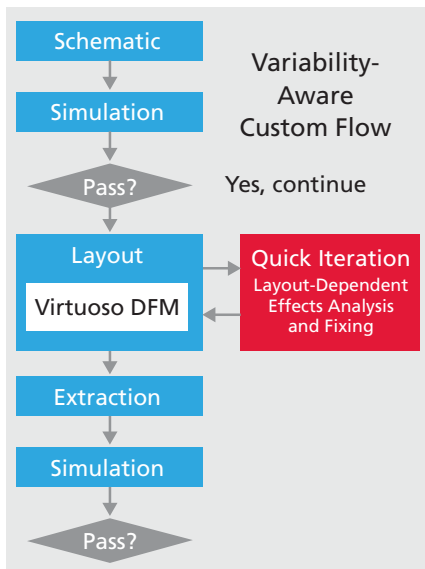 Schematic
Variability-
Aware
Custom Flow
Simulation
Pass?
Yes, continue
Layout
Virtuoso DFM
Quick Iteration
Layout-Dependent
Effects Analysis
and Fixing
Extraction
Simulation
Pass?